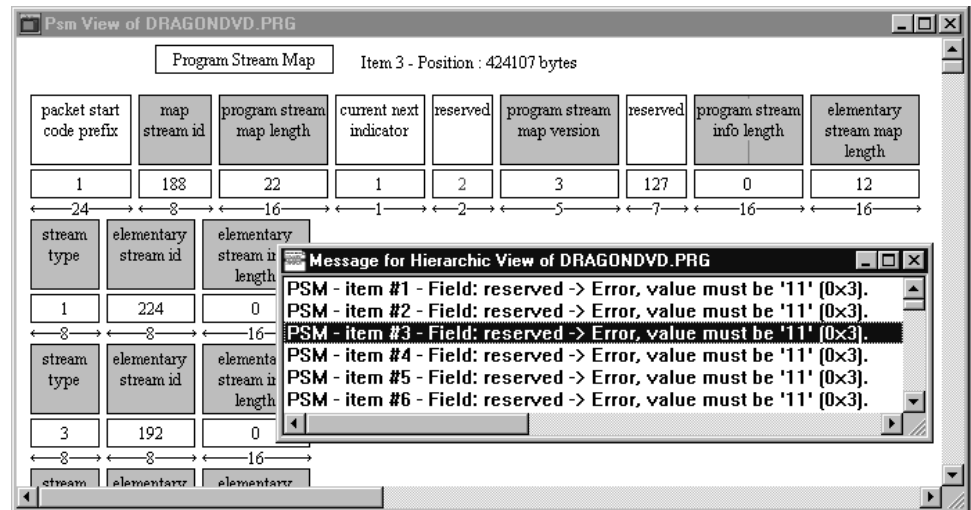 Psm View of DRAGONDVD.PRG
Program Stream Map
Item 3 - Position : 424107 bytes
packet start code prefix
map stream id
program stream map length
current next indicator
reserved
program stream map version
reserved
program stream info length
elementary stream map length
1 188 22 1 2 3 127 0 12
24 8 16 1 2 5 7 16 16
stream type
elementary stream id
elementary stream in
length
1 224 0
8 8 16
stream type
elementary stream id
elementa
stream in
length
3 192 0
8 8 16
stream elementary elementary
Message for Hierarchic View of DRAGONDVD.PRG
PSM - item #1 - Field: reserved -> Error, value must be '11' (0x3).
PSM - item #2 - Field: reserved -> Error, value must be '11' (0x3).
PSM - item #3 - Field: reserved -> Error, value must be '11' (0x3).
PSM - item #4 - Field: reserved -> Error, value must be '11' (0x3).
PSM - item #5 - Field: reserved -> Error, value must be '11' (0x3).
PSM - item #6 - Field: reserved -> Error, value must be '11' (0x3).